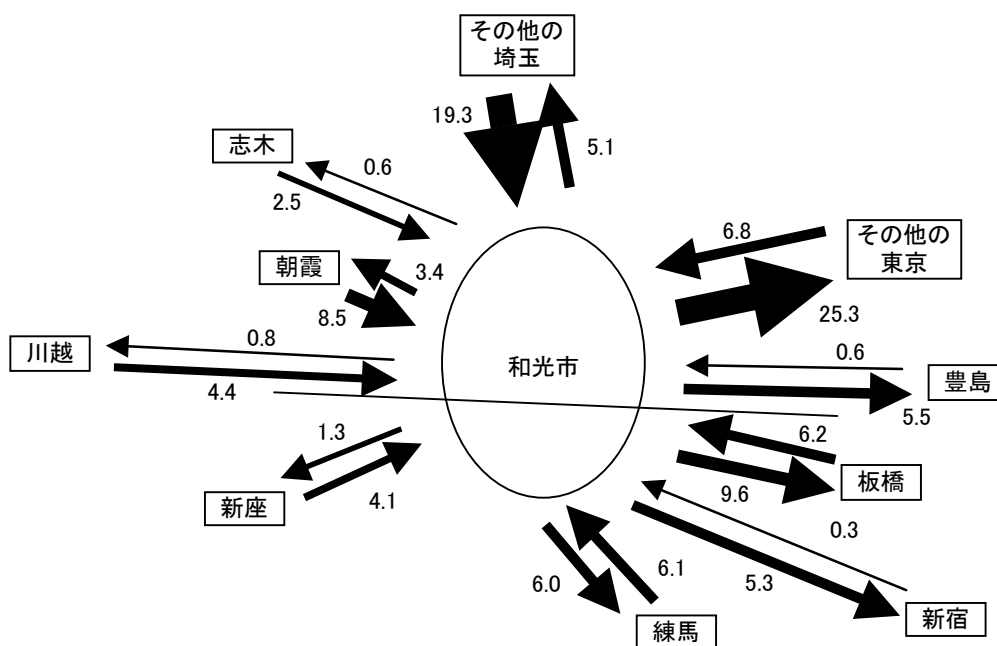 その他の
埼玉
19.3
5.1
志木
0.6
2.5
6.8
その他の
東京
朝霞
3.4
8.5
25.3
川越
0.8
4.4
和光市
0.6
豊島
5.5
1.3
新座
4.1
6.2
板橋
9.6
0.3
5.3
新宿
6.0
6.1
練馬